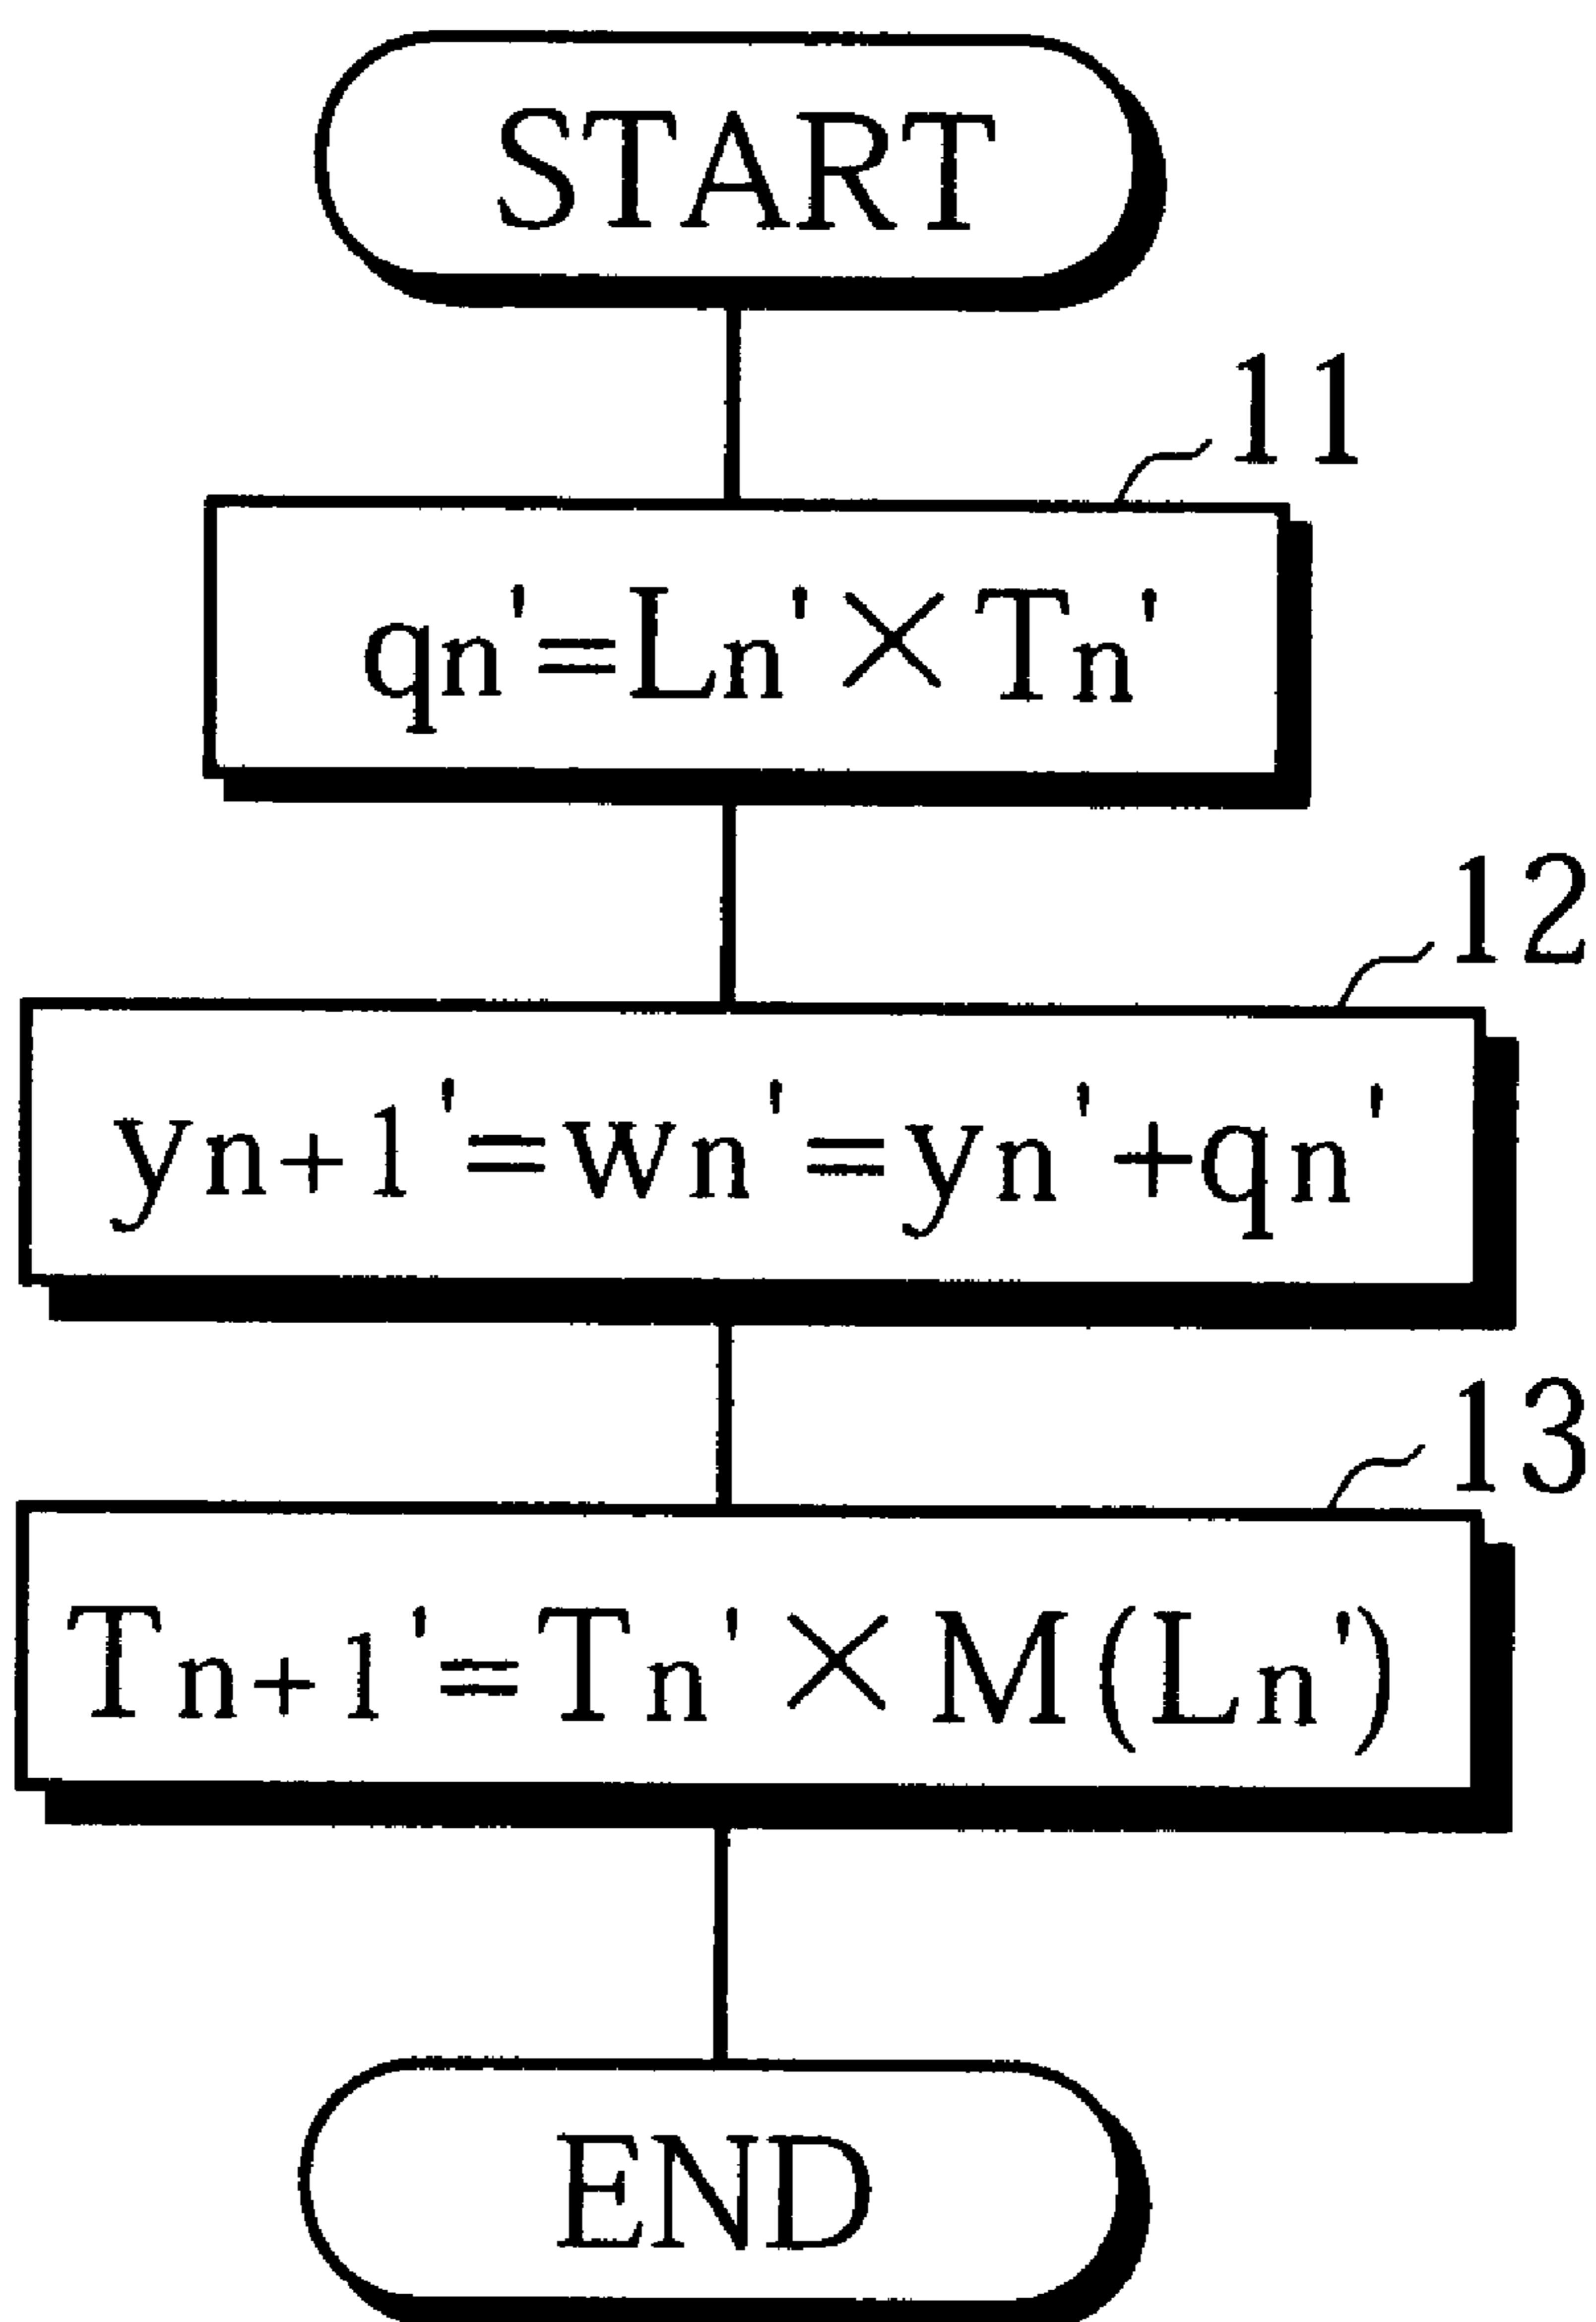 START
11
qn'=Ln'×Tn'
12
yn+1'=wn'=yn'+qn'
13
Tn+1'=Tn'×M(Ln')
END